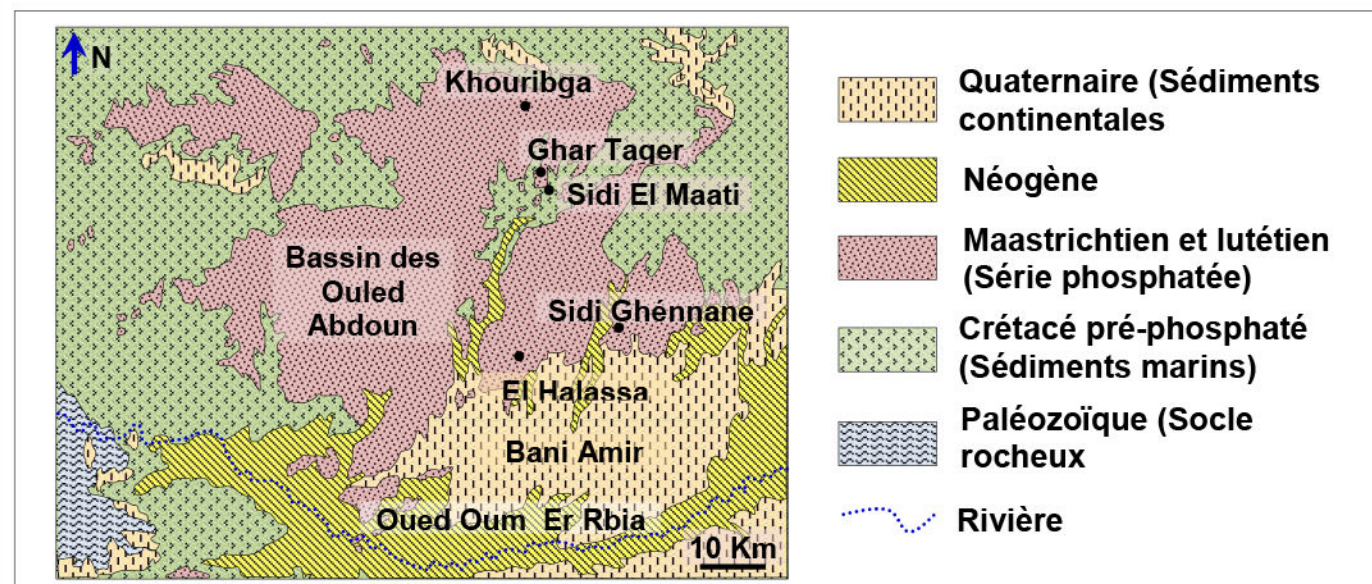 N
Khouribga
Ghar Taqer
Sidi El Maati
Bassin des
Ouled
Abdoun
Sidi Ghénnane
El Halassa
Bani Amir
Oued Oum Er Rbia
10 Km
Quaternaire (Sédiments
continentales
Néogène
Maastrichtien et lutétien
(Série phosphatée)
Crétacé pré-phosphaté
(Sédiments marins)
Paléozoïque (Socle
rocheux
Rivière